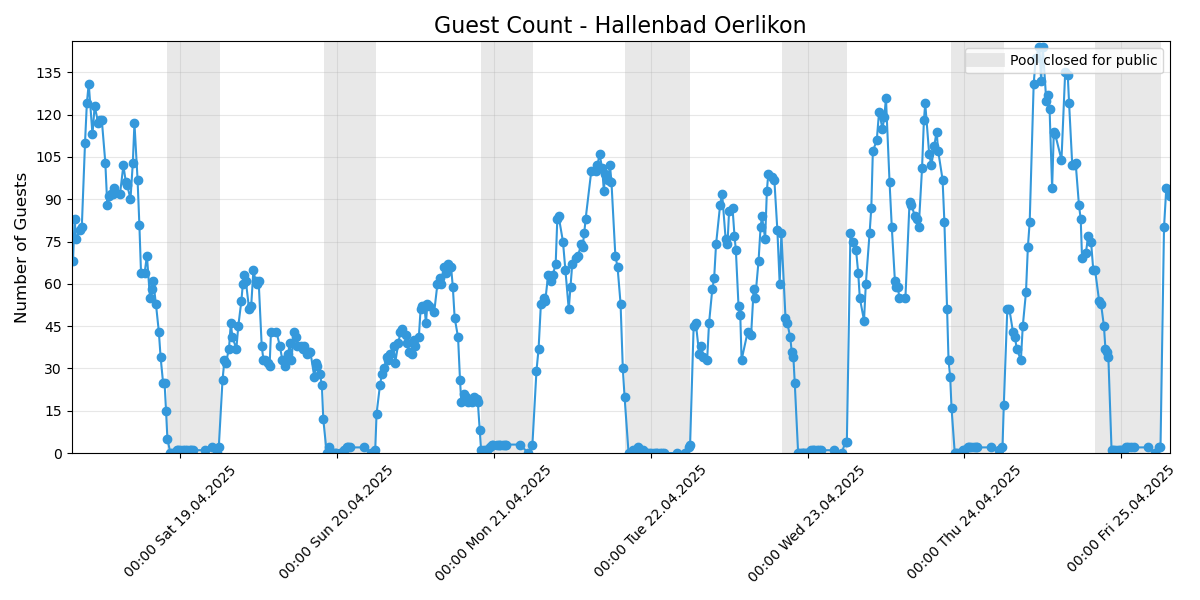 Guest Count - Hallenbad Oerlikon
Pool closed for public
Number of Guests
135
120
105
90
75
60
45
30
15
0
00:00 Sat 19.04.2025
00:00 Sun 20.04.2025
00:00 Mon 21.04.2025
00:00 Tue 22.04.2025
00:00 Wed 23.04.2025
00:00 Thu 24.04.2025
00:00 Fri 25.04.2025